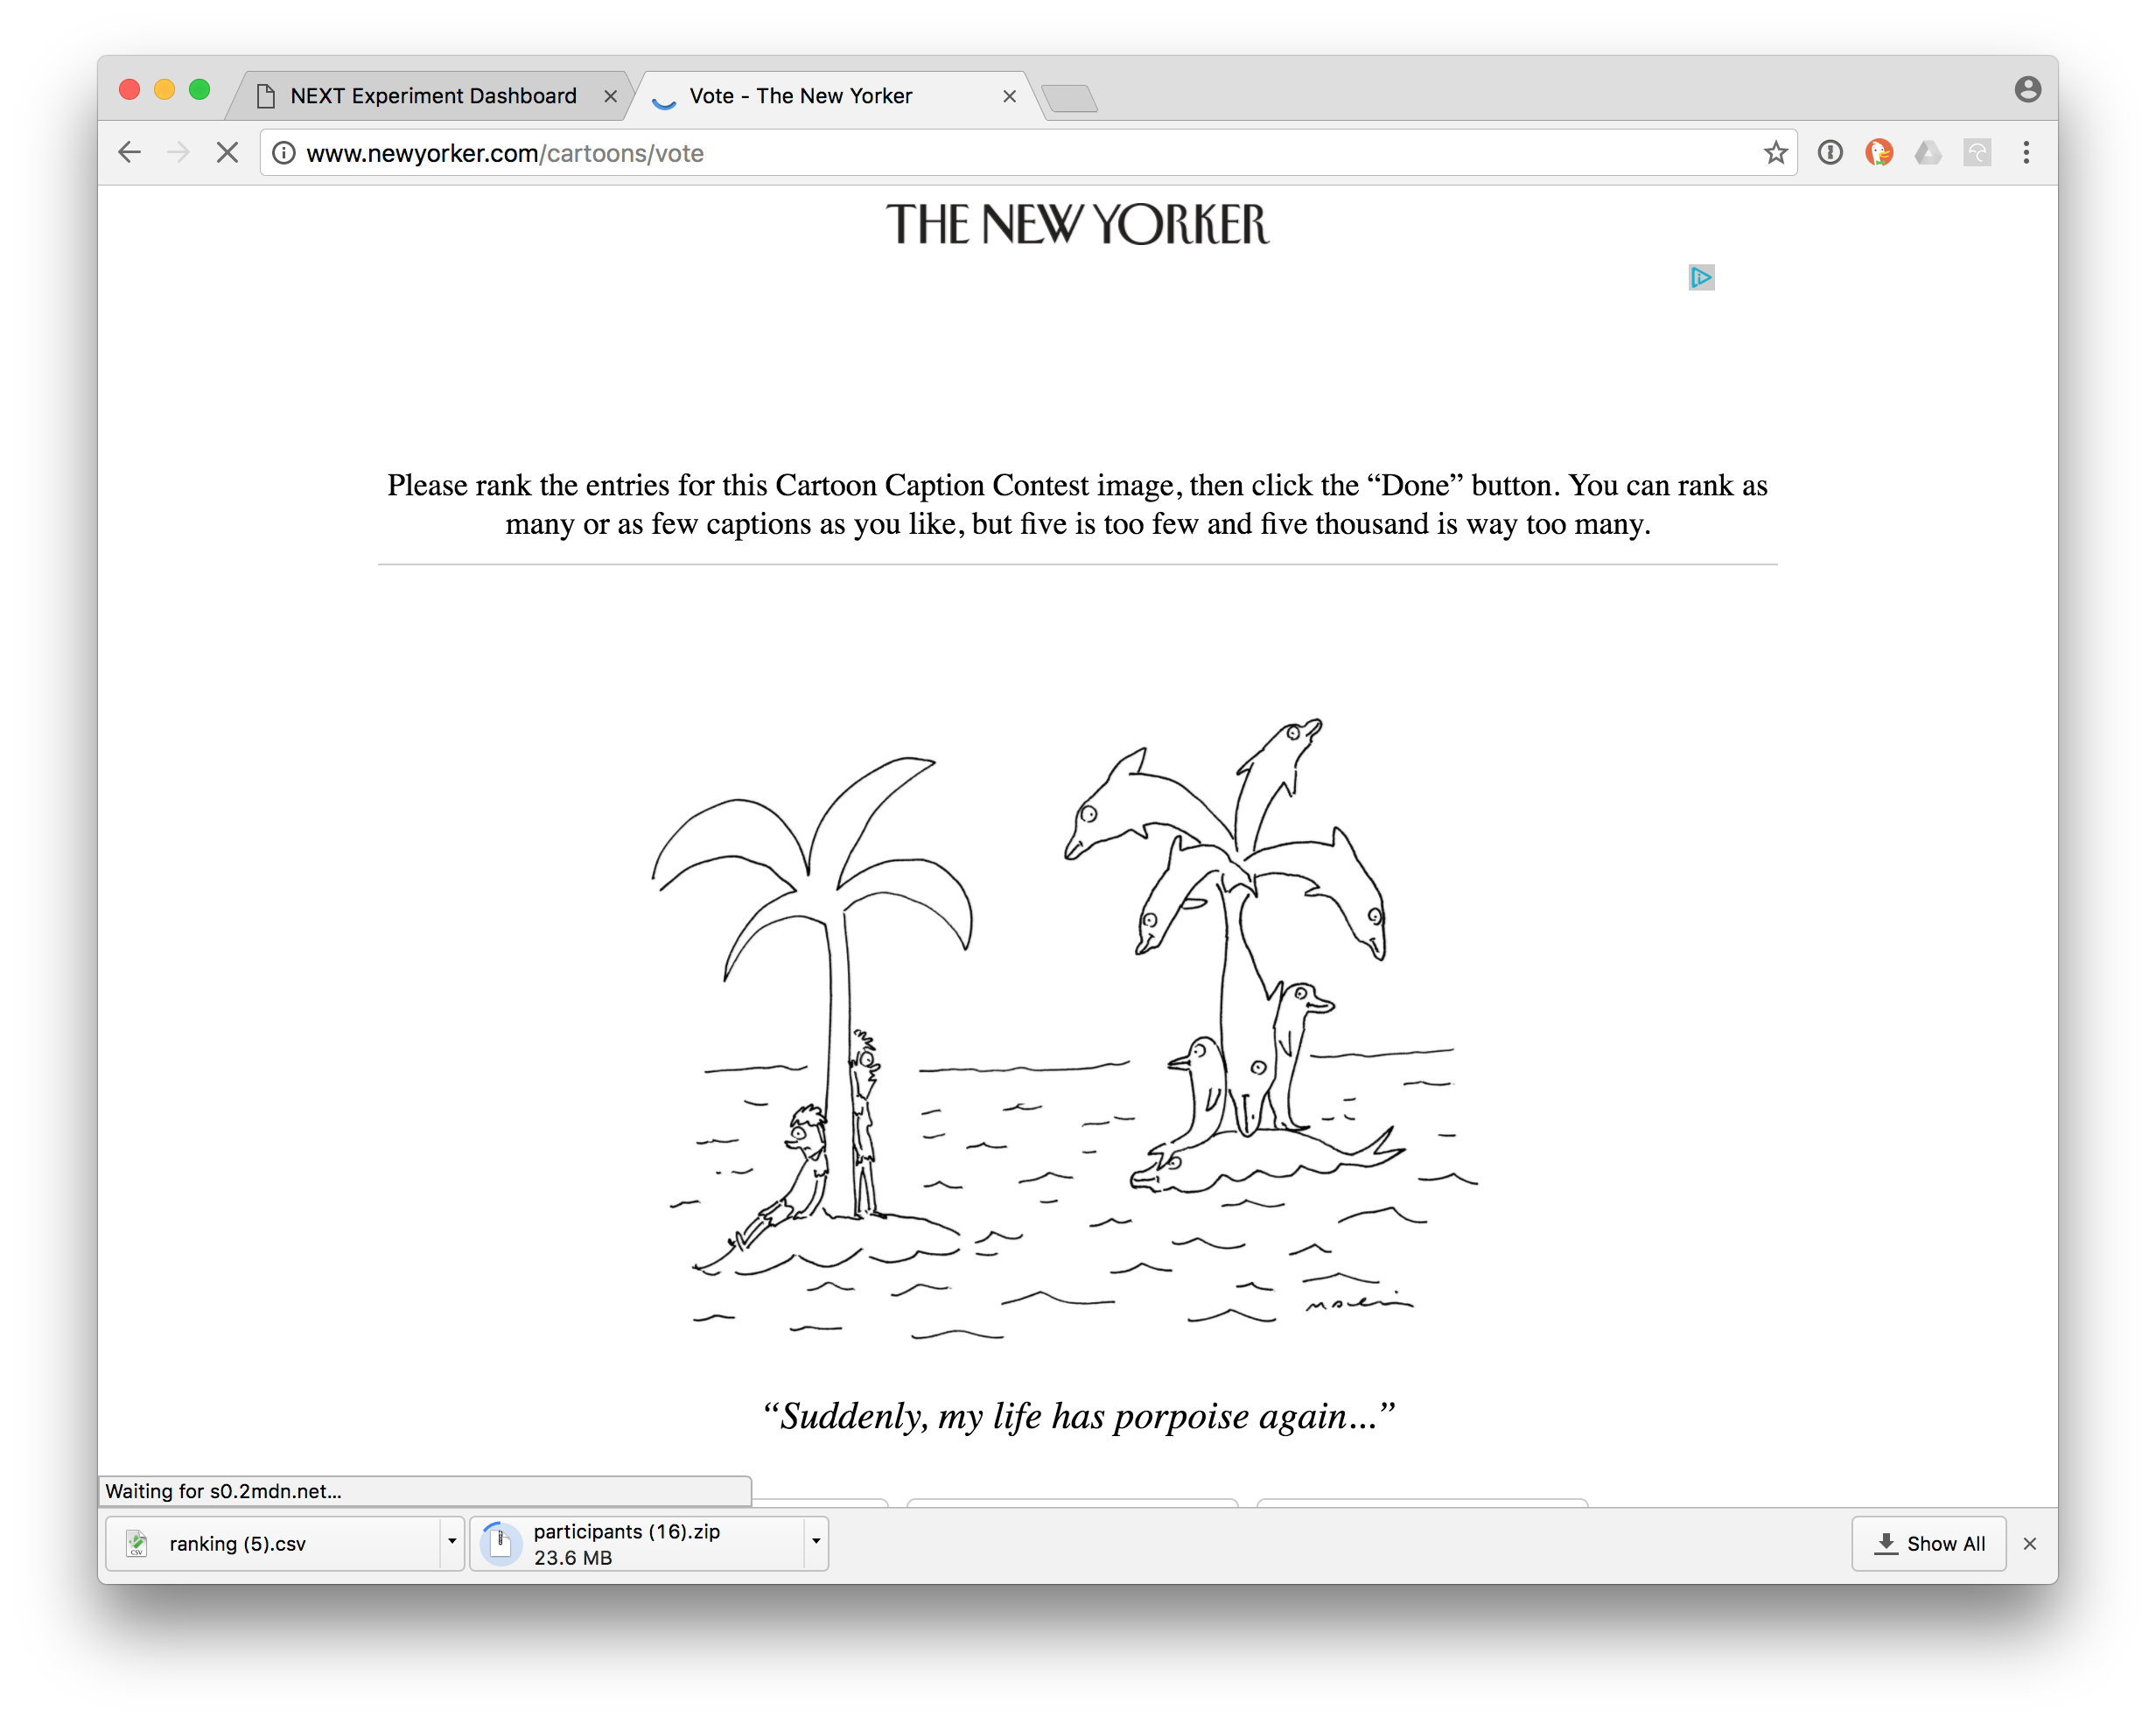 NEXT Experiment Dashboard
Vote - The New Yorker
www.newyorker.com/cartoons/vote
THE NEW YORKER
Please rank the entries for this Cartoon Caption Contest image, then click the “Done” button. You can rank as
many or as few captions as you like, but five is too few and five thousand is way too many.
“Suddenly, my life has porpoise again...”
Waiting for s0.2mdn.net...
CSV
ranking (5).csv
participants (16).zip
23.6 MB
Show All